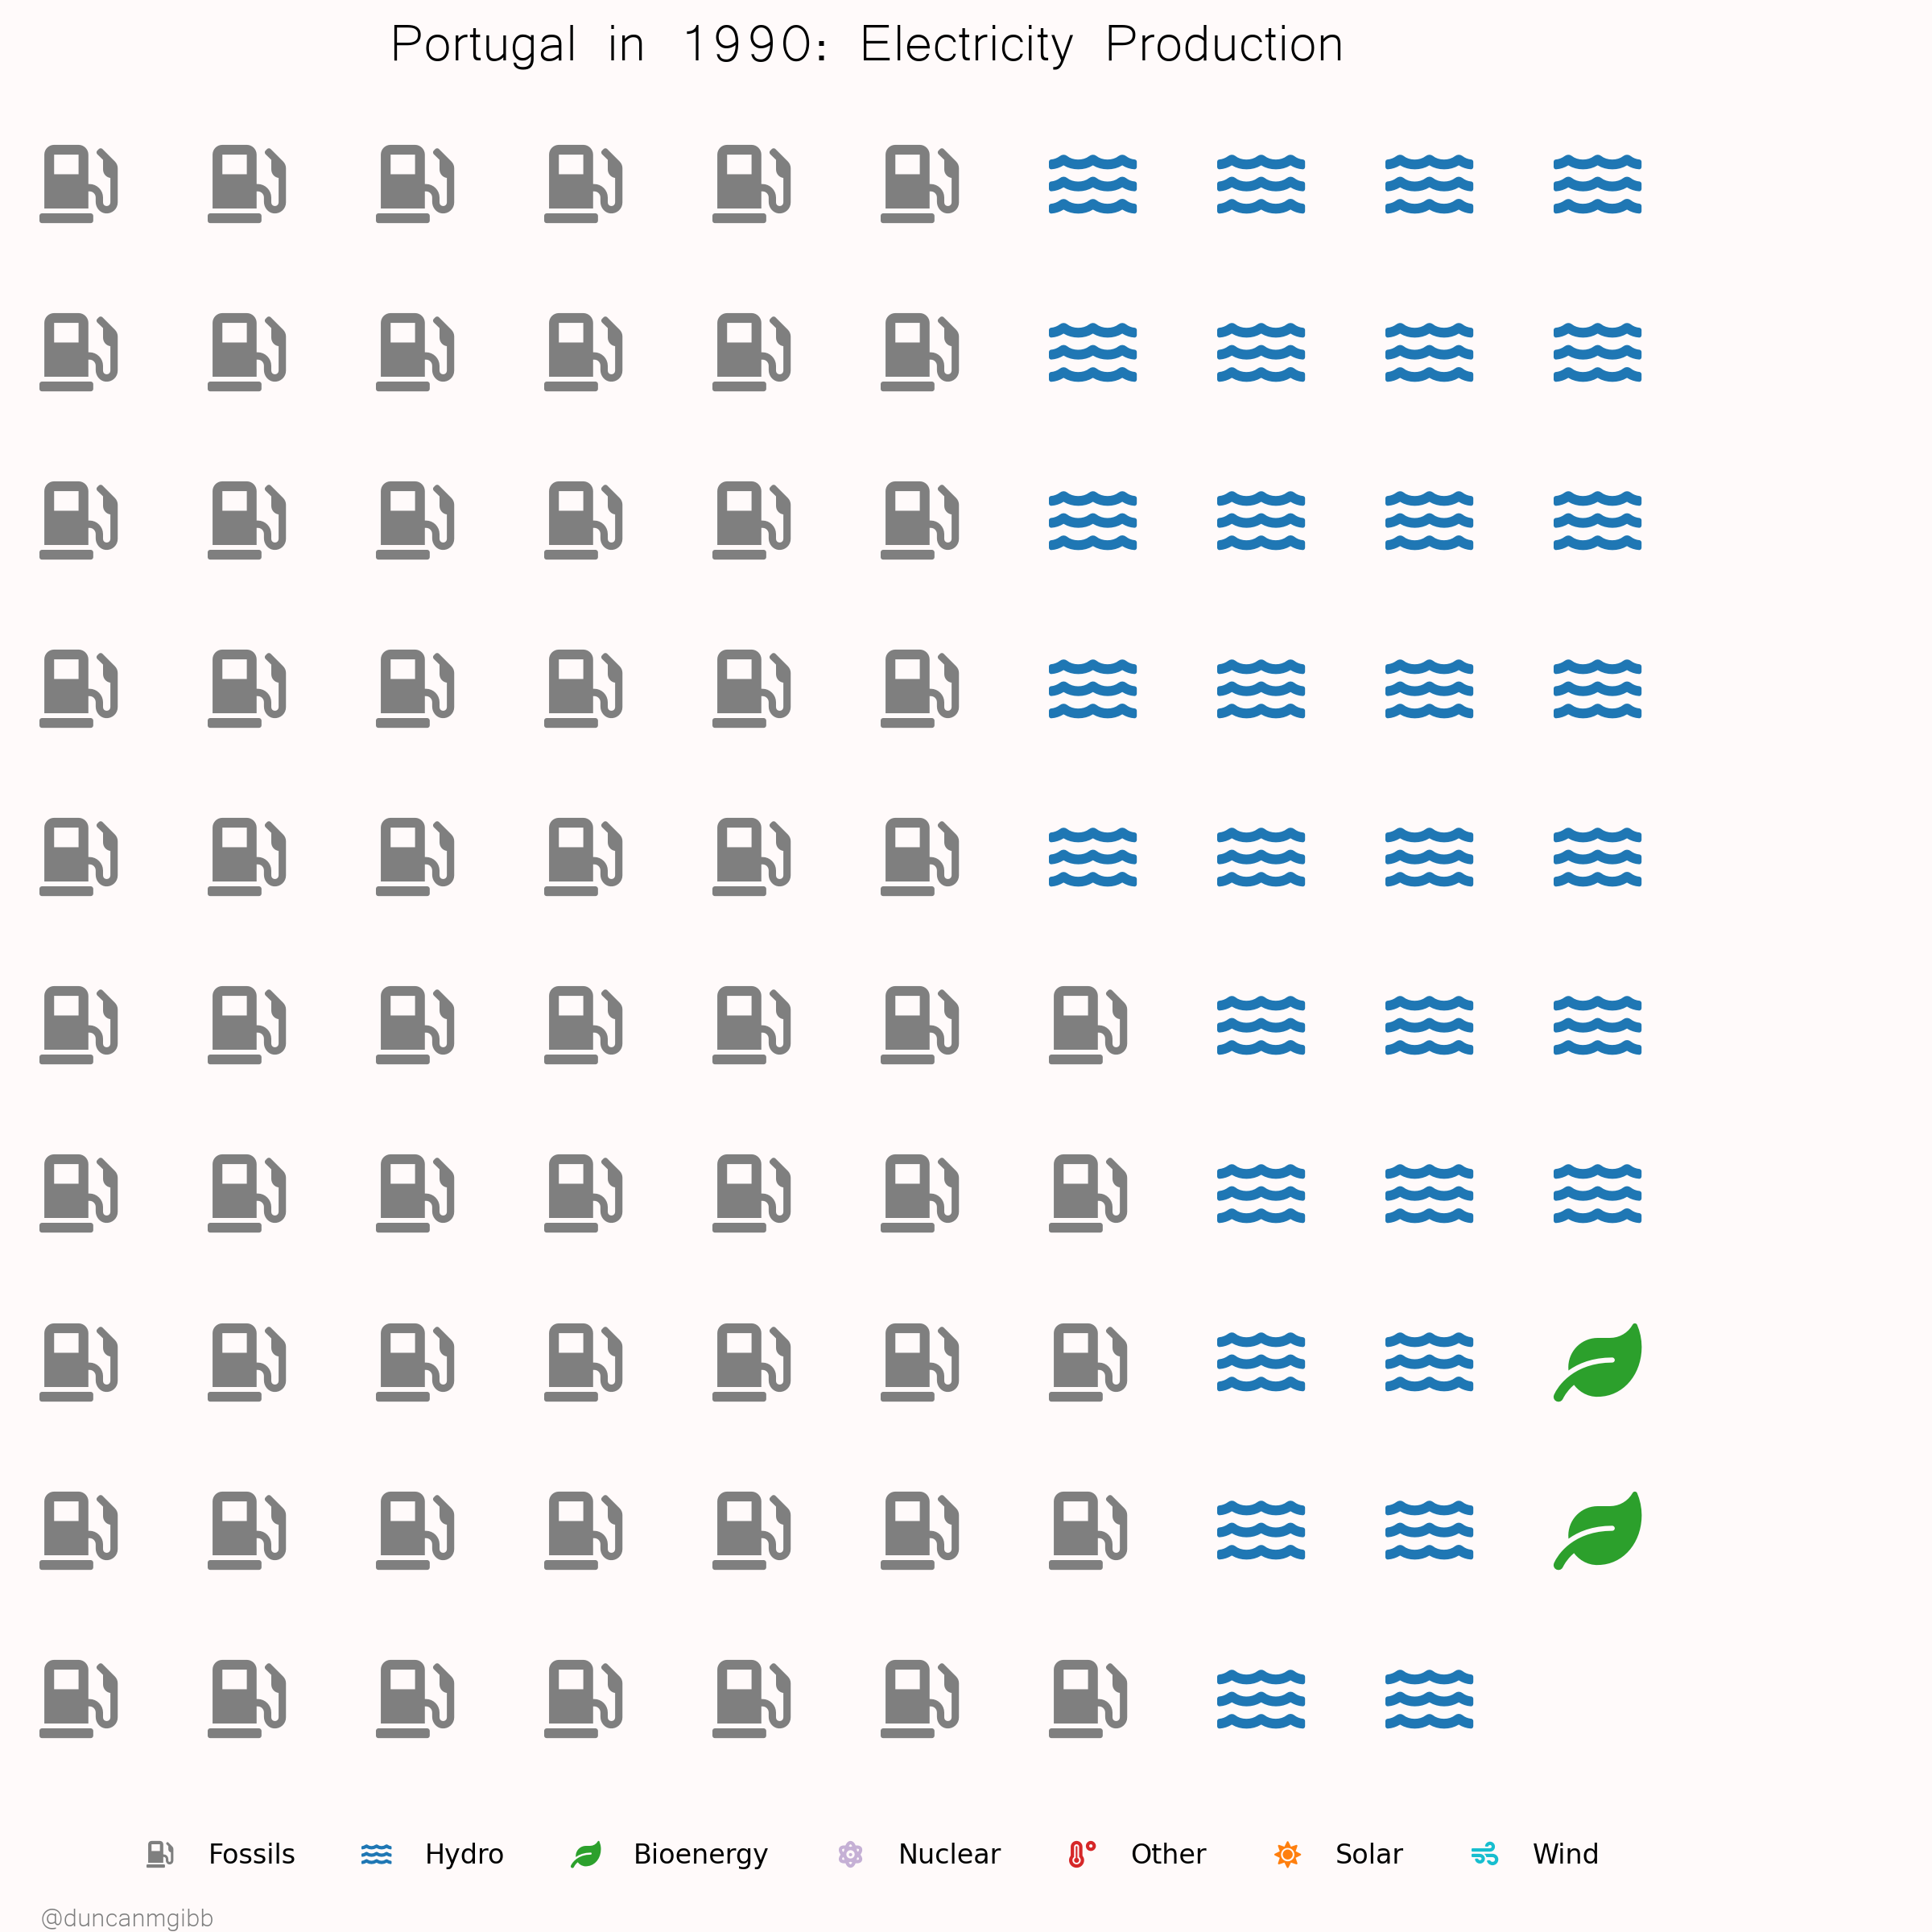 Portugal in 1990: Electricity Production
Fossils Hydro Bioenergy Nuclear Other Solar Wind
@duncanmgibb